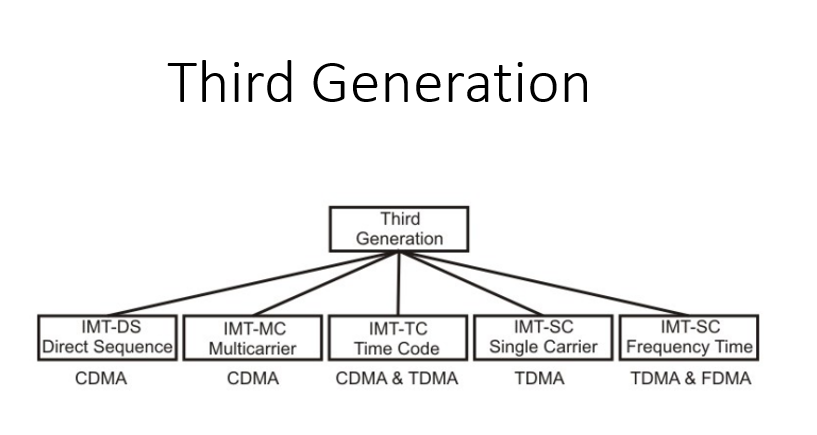 Third Generation
Third
Generation
IMT-DS
Direct Sequence
IMT-MC
Multicarrier
IMT-TC
Time Code
IMT-SC
Single Carrier
IMT-SC
Frequency Time
CDMA
CDMA
CDMA & TDMA
TDMA
TDMA & FDMA